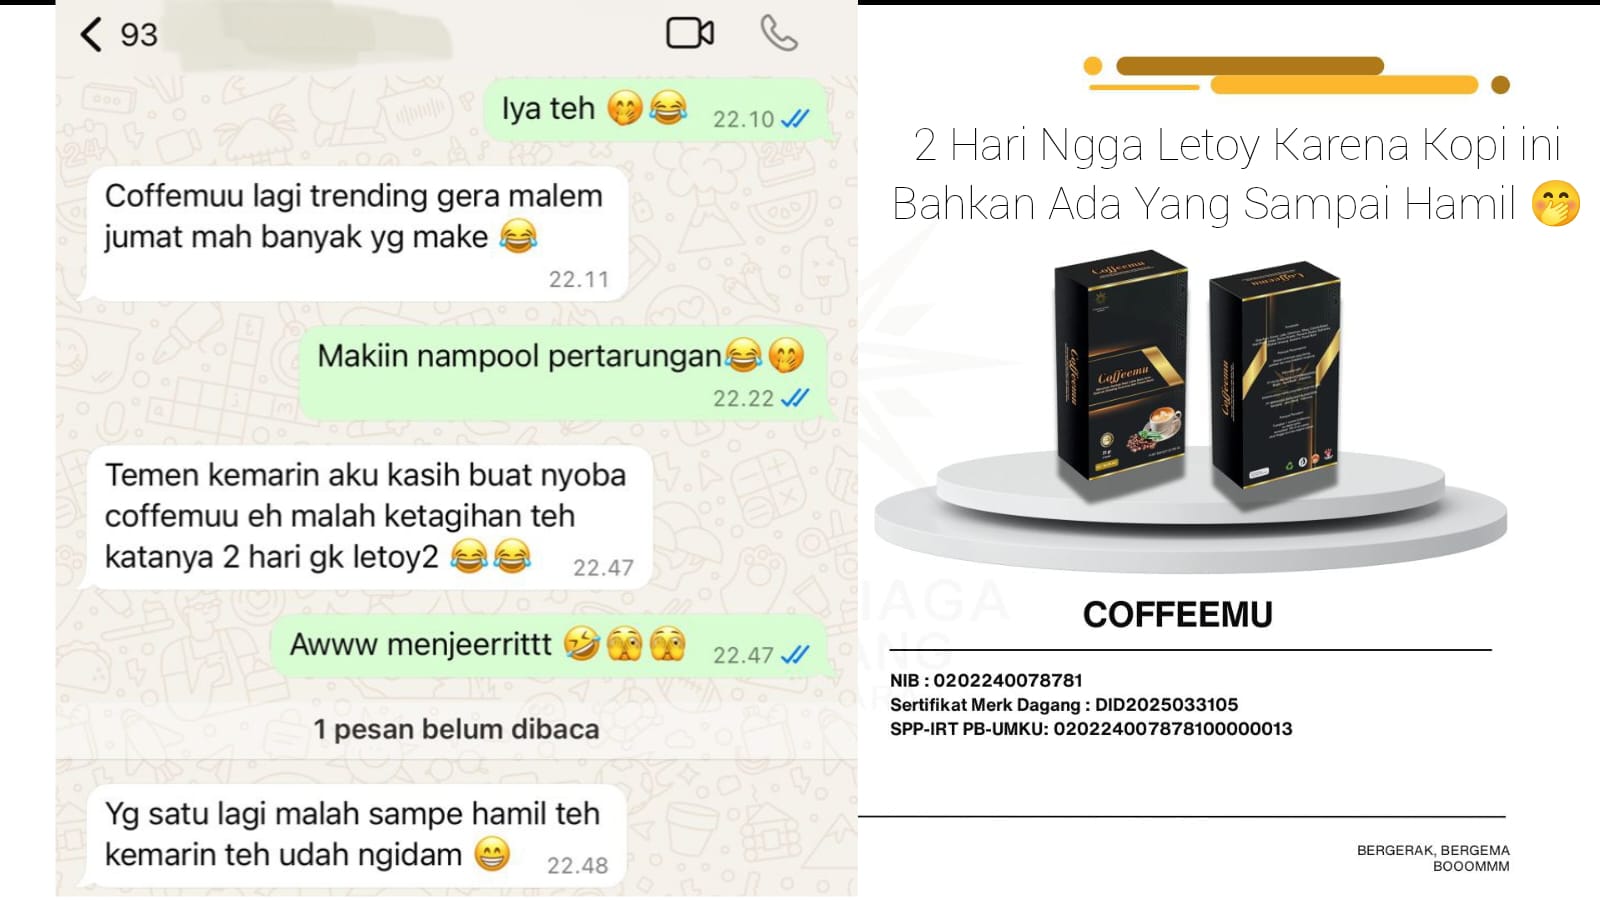 93
Iya teh 🤭😂 22.10
Coffemuu lagi trending gera malem
jumat mah banyak yg make 😂
22.11
Makiin nampool pertarungan😂🤭
22.22
Temen kemarin aku kasih buat nyoba
coffemuu eh malah ketagihan teh
katanya 2 hari gk letoy2 😂😂 22.47
Awww menjeerrittt 🤣🫣🫣 22.47
1 pesan belum dibaca
Yg satu lagi malah sampe hamil teh
kemarin teh udah ngidam 😁 22.48
2 Hari Ngga Letoy Karena Kopi ini
Bahkan Ada Yang Sampai Hamil 🤭
Coffeemu
Coffeemu
Coffeemu
Coffeemu
Coffeemu
COFFEEMU
NIB : 0202240078781
Sertifikat Merk Dagang : DID2025033105
SPP-IRT PB-UMKU: 020224007878100000013
BERGERAK, BERGEMA
BOOOMMM